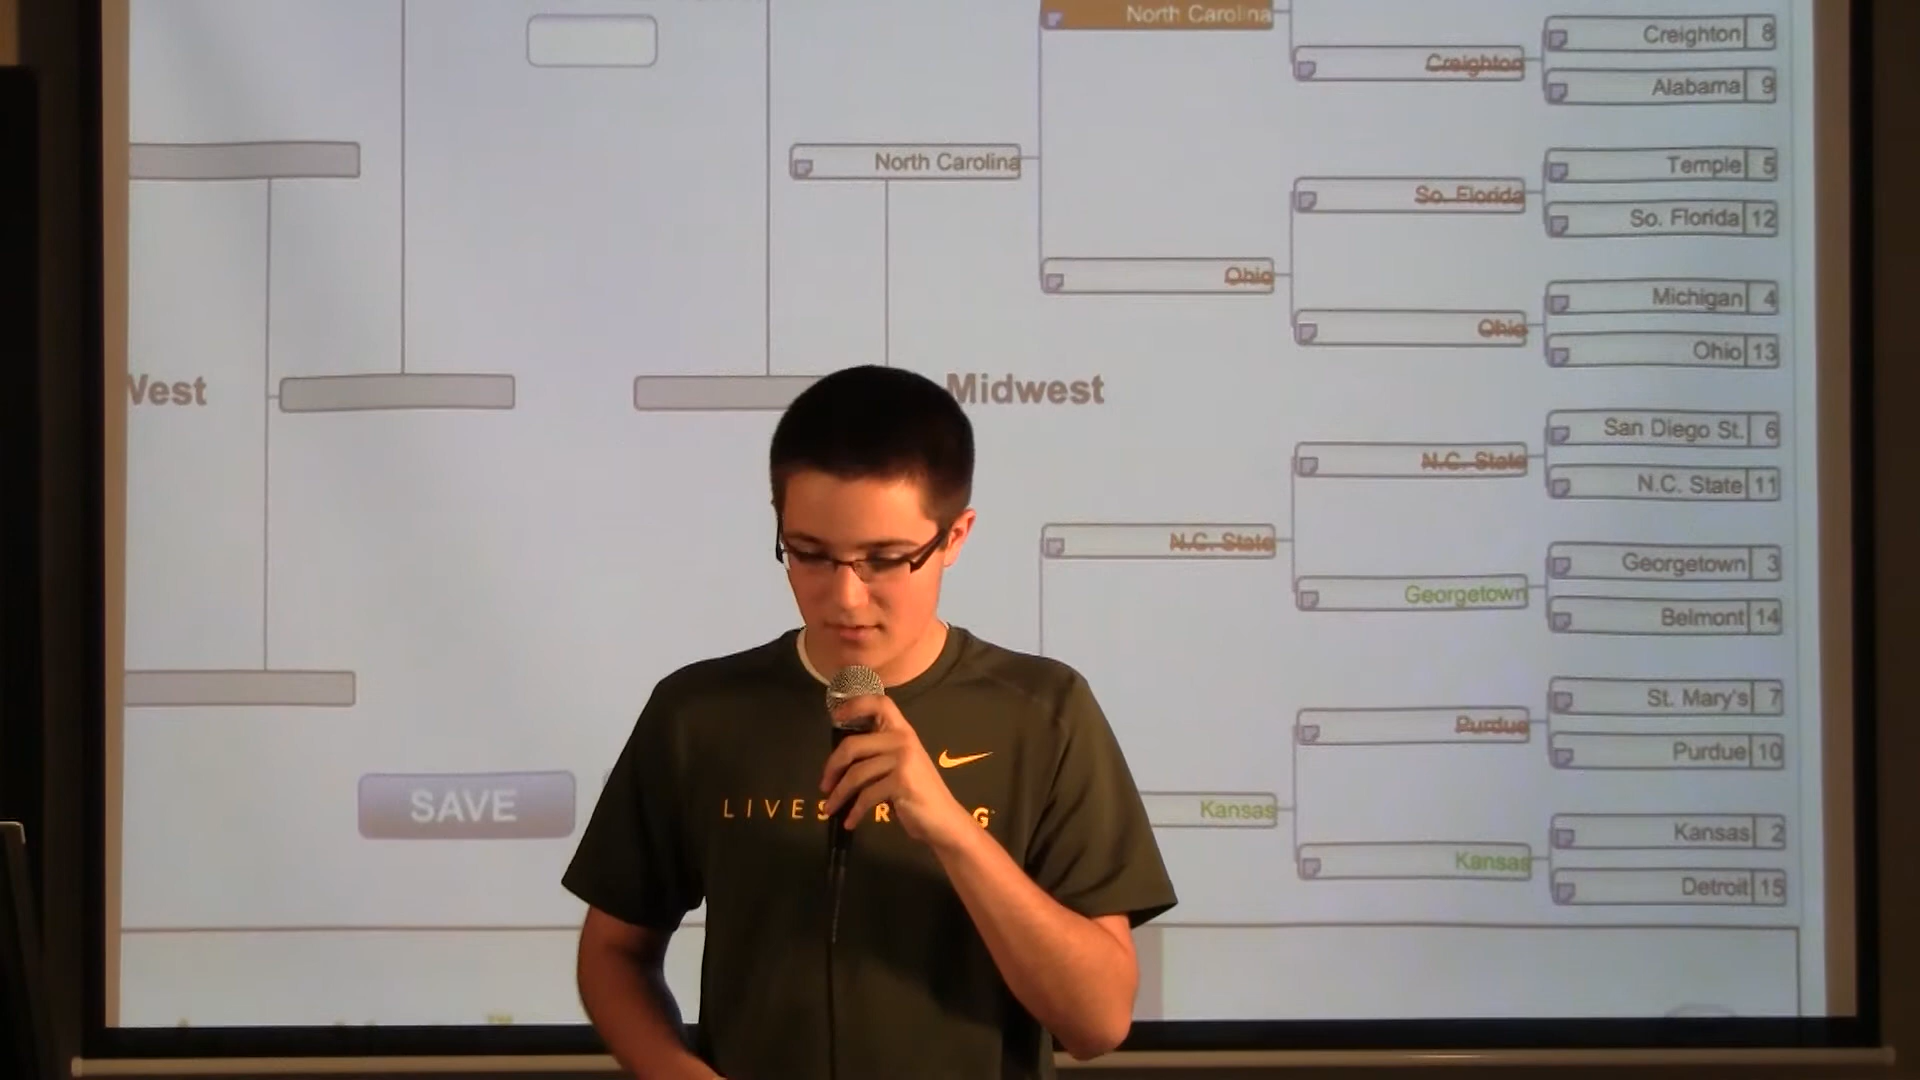 North Carolina
Creighton 8
Creighton
Alabama 9
North Carolina
Temple 5
So. Florida
So. Florida 12
Ohio
Michigan 4
Ohio
Ohio 13
West
Midwest
San Diego St. 6
N.C. State
N.C. State 11
N.C. State
Georgetown 3
Georgetown
Belmont 14
St. Mary's 7
Purdue
Purdue 10
SAVE
LIVESTRONG
Kansas
Kansas 2
Kansas
Detroit 15